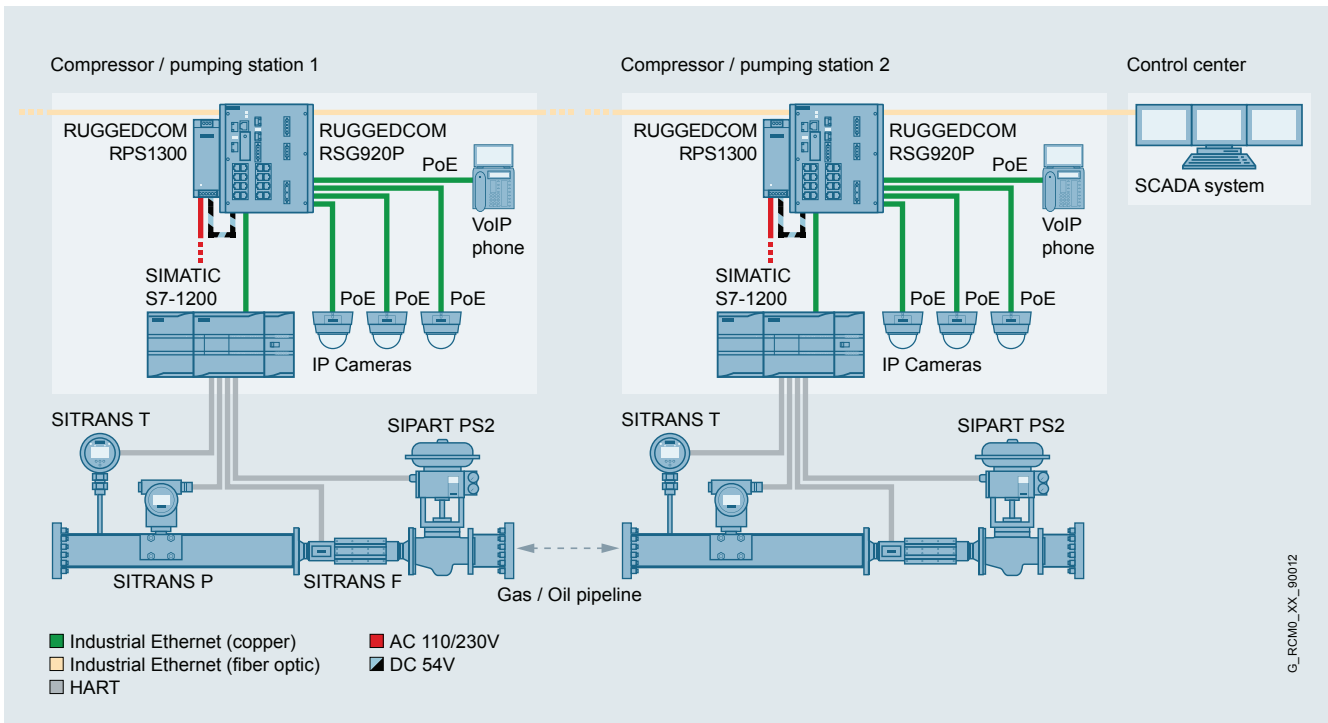 Compressor / pumping station 1
Compressor / pumping station 2
Control center
RUGGEDCOM
RPS1300
RUGGEDCOM
RSG920P
PoE
VoIP
phone
SIMATIC
S7-1200
PoE
PoE
PoE
IP Cameras
RUGGEDCOM
RPS1300
RUGGEDCOM
RSG920P
PoE
VoIP
phone
SIMATIC
S7-1200
PoE
PoE
PoE
IP Cameras
SCADA system
SITRANS T
SIPART PS2
SITRANS P
SITRANS F
SITRANS T
SIPART PS2
Gas / Oil pipeline
Industrial Ethernet (copper)
Industrial Ethernet (fiber optic)
HART
AC 110/230V
DC 54V
G_RCM0_XX_90012